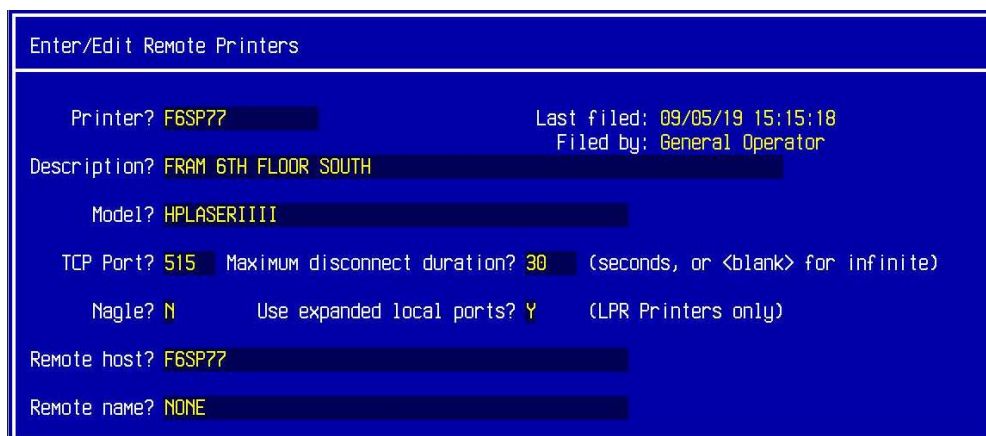 Enter/Edit Remote Printers
Printer? F6SP77 Last filed: 09/05/19 15:15:18
Filed by: General Operator
Description? FRAM 6TH FLOOR SOUTH
Model? HPLASERIIII
TCP Port? 515 Maximum disconnect duration? 30 (seconds, or <blank> for infinite)
Nagle? N Use expanded local ports? Y (LPR Printers only)
Remote host? F6SP77
Remote name? NONE